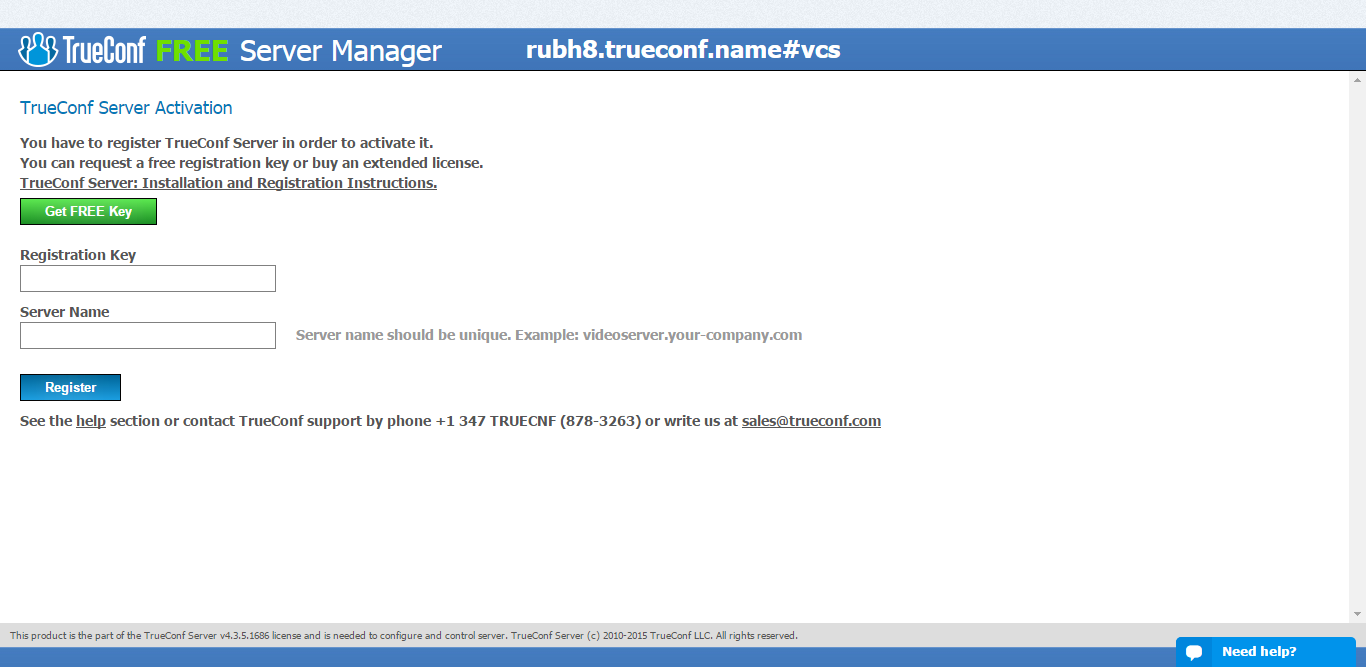 TrueConf FREE Server Manager rubh8.trueconf.name#vcs
TrueConf Server Activation
You have to register TrueConf Server in order to activate it.
You can request a free registration key or buy an extended license.
TrueConf Server: Installation and Registration Instructions.
Get FREE Key
Registration Key
Server Name
Server name should be unique. Example: videoserver.your-company.com
Register
See the help section or contact TrueConf support by phone +1 347 TRUECNF (878-3263) or write us at sales@trueconf.com
This product is the part of the TrueConf Server v4.3.5.1686 license and is needed to configure and control server. TrueConf Server (c) 2010-2015 TrueConf LLC. All rights reserved.
Need help?